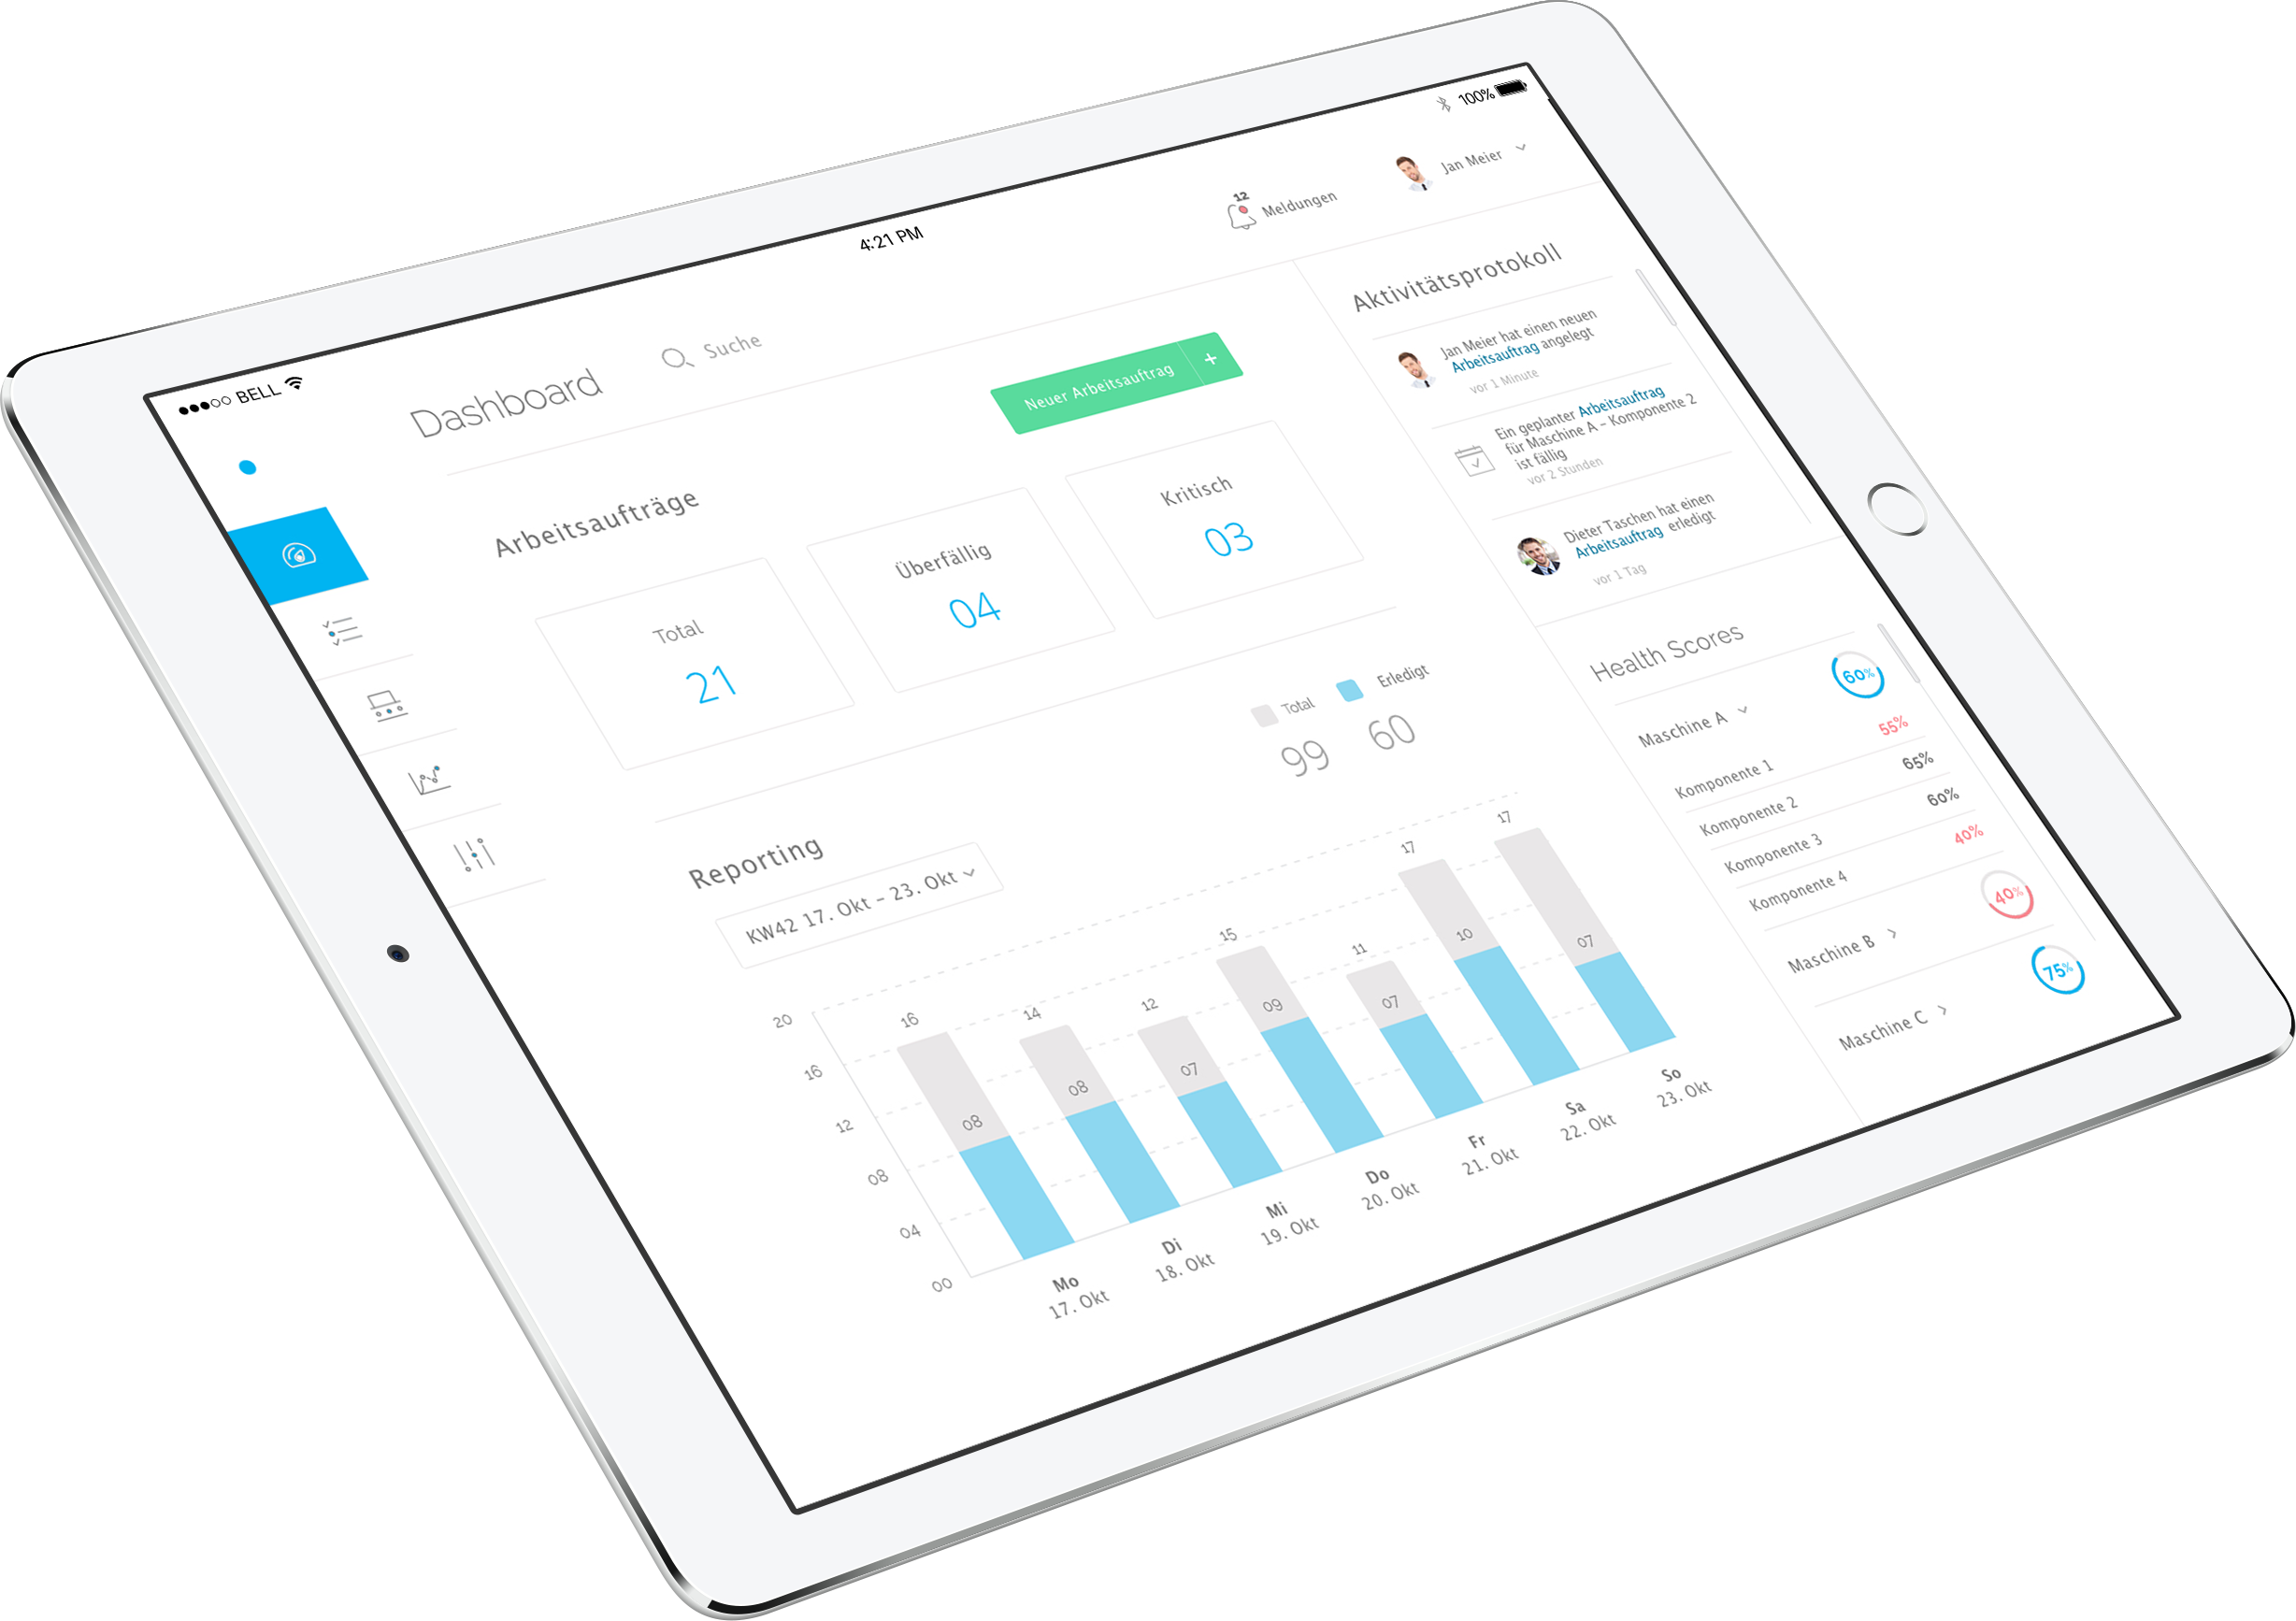 BELL
4:21 PM
100%
Dashboard
Suche
12
Meldungen
Jan Meier
Arbeitsaufträge
Neuer Arbeitsauftrag +
Total
21
Überfällig
04
Kritisch
03
Reporting
KW42 17. Okt – 23. Okt
Total
99
Erledigt
60
20
16
12
08
04
00
16
08
14
08
12
07
15
09
11
07
17
10
17
07
Mo
17. Okt
Di
18. Okt
Mi
19. Okt
Do
20. Okt
Fr
21. Okt
Sa
22. Okt
So
23. Okt
Aktivitätsprotokoll
Jan Meier hat einen neuen
Arbeitsauftrag angelegt
vor 1 Minute
Ein geplanter Arbeitsauftrag
für Maschine A – Komponente 2
ist fällig
vor 2 Stunden
Dieter Taschen hat einen
Arbeitsauftrag erledigt
vor 1 Tag
Health Scores
Maschine A 60%
Komponente 1 55%
Komponente 2 65%
Komponente 3 60%
Komponente 4 40%
Maschine B 40%
Maschine C 75%